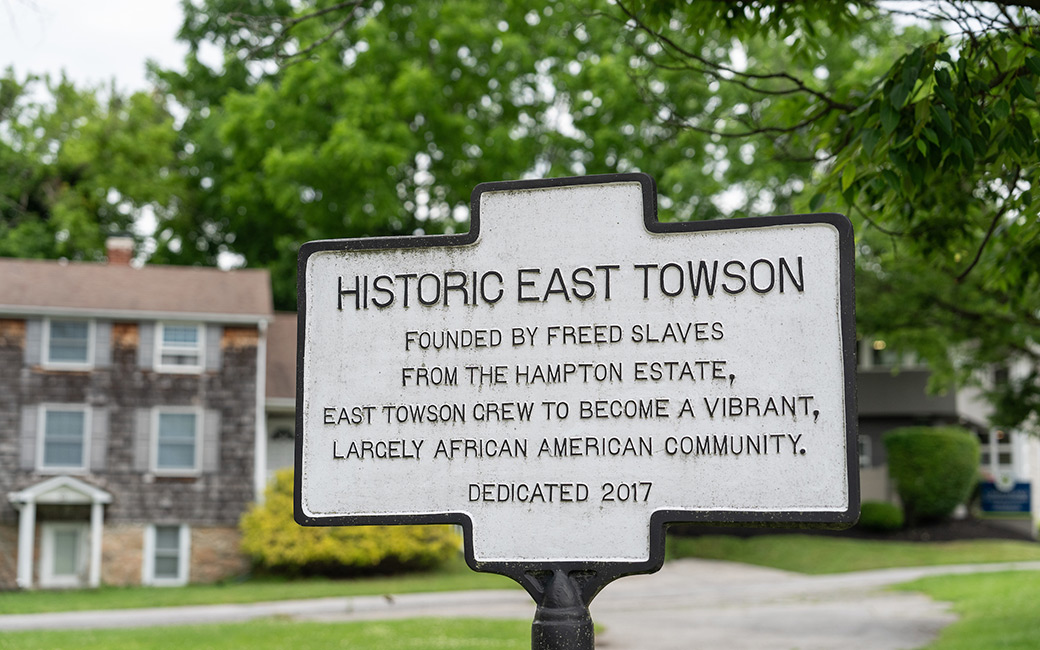 HISTORIC EAST TOWSON
FOUNDED BY FREED SLAVES
FROM THE HAMPTON ESTATE,
EAST TOWSON GREW TO BECOME A VIBRANT,
LARGELY AFRICAN AMERICAN COMMUNITY.
DEDICATED 2017